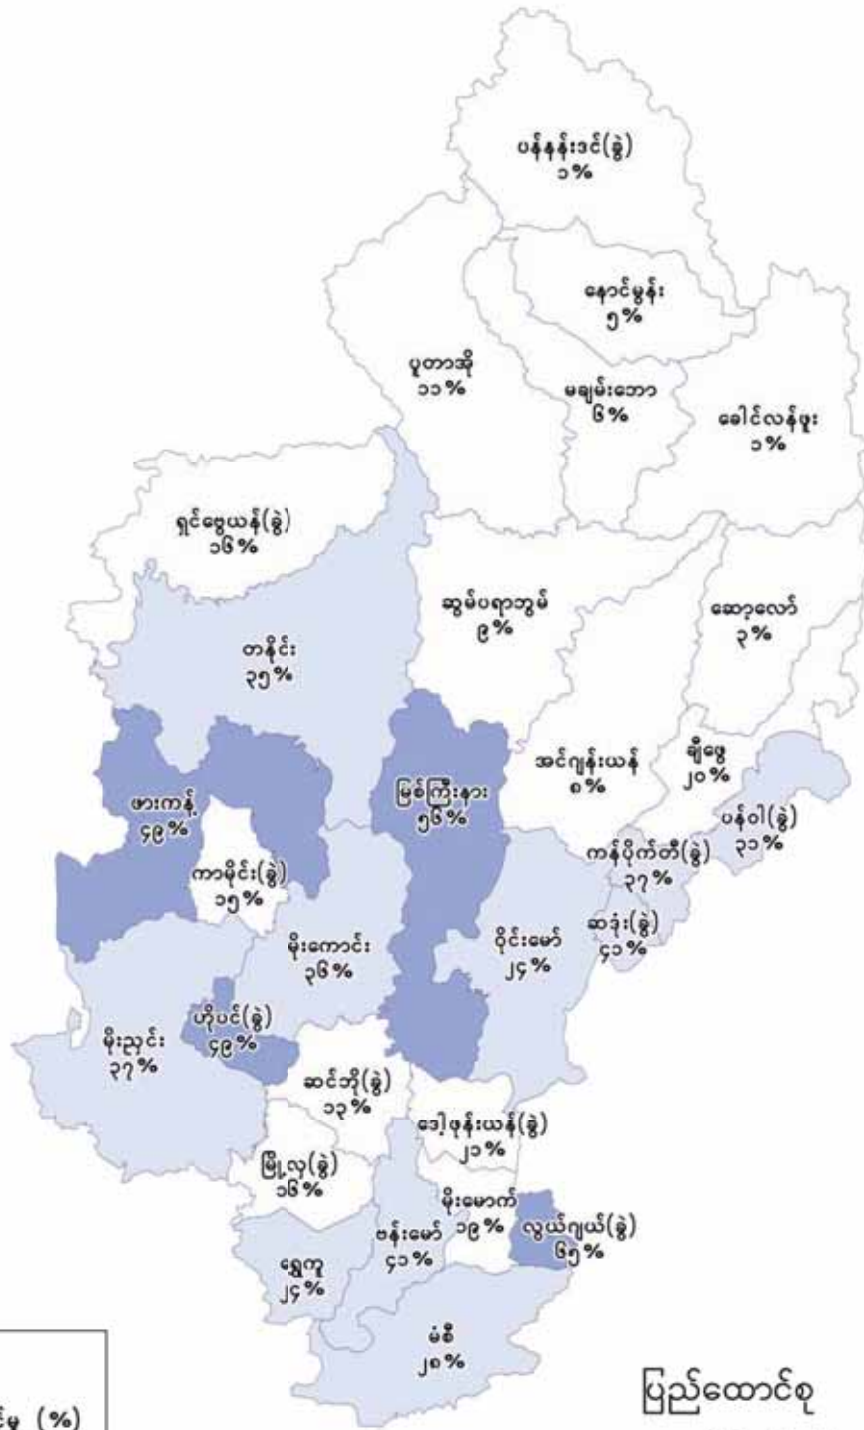 ပန်နန်းဒင်(ခွဲ)
၁%
နောင်မွန်း
၅%
ပူတာအို
၁၁%
မချမ်းဘော
၆%
ခေါင်လန်ဖူး
၁%
ရှင်ဗွေယန်(ခွဲ)
၁၆%
ဆွမ်ပရာဘွမ်
၉%
ဆော့လော်
၃%
တနိုင်း
၃၅%
အင်ဂျန်းယန်
၈%
ချီဖွေ
၂၀%
မြစ်ကြီးနား
၅၆%
ဖားကန့်
၄၉%
ပန်ဝါ(ခွဲ)
၃၁%
ကန်ပိုက်တီ(ခွဲ)
၃၇%
ကာမိုင်း(ခွဲ)
၁၅%
ဆဒုံး(ခွဲ)
၄၁%
မိုးကောင်း
၃၆%
ဝိုင်းမော်
၂၄%
ဟိုပင်(ခွဲ)
၄၉%
မိုးညှင်း
၃၇%
ဆင်ဘို(ခွဲ)
၁၃%
ဒေါ့ဖုန်းယန်(ခွဲ)
၂၁%
မြို့လှ(ခွဲ)
၁၆%
မိုးမောက်
၁၉%
လွယ်ဂျယ်(ခွဲ)
၆၅%
ဗန်းမော်
၄၁%
ရွှေကူ
၂၄%
မံစီ
၂၈%
ပြည်ထောင်စု
(%)